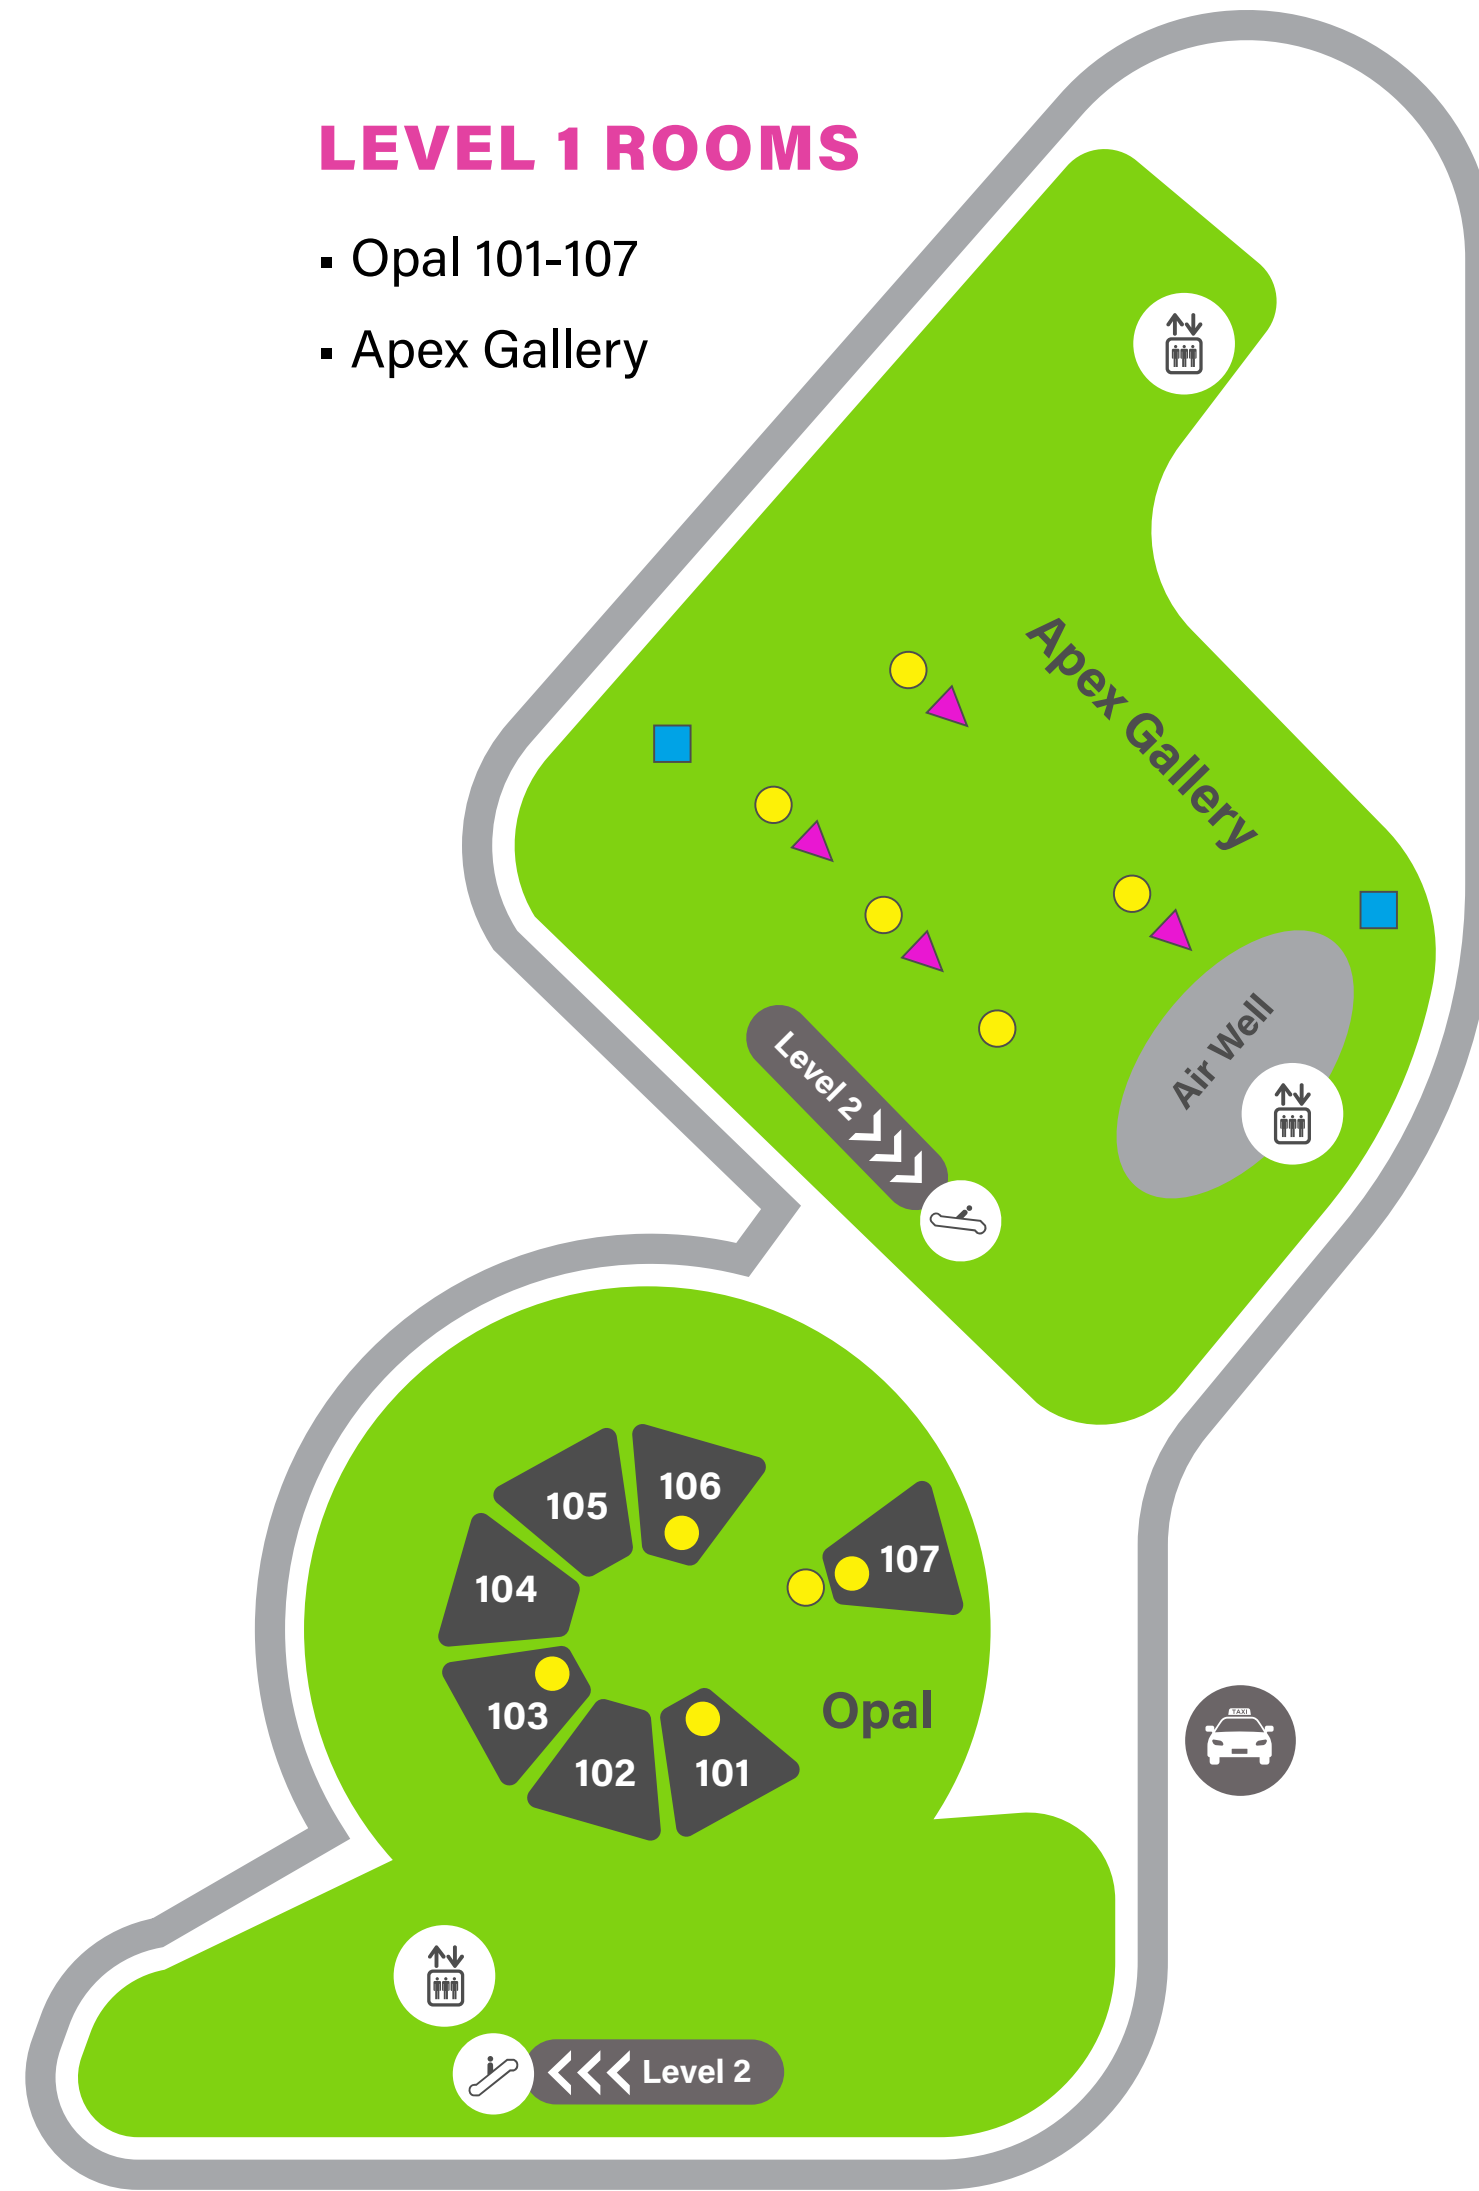 LEVEL 1 ROOMS
▪ Opal 101-107
▪ Apex Gallery
Apex Gallery
Air Well
Level 2
105
106
107
104
103
102
101
Opal
TAXI
Level 2